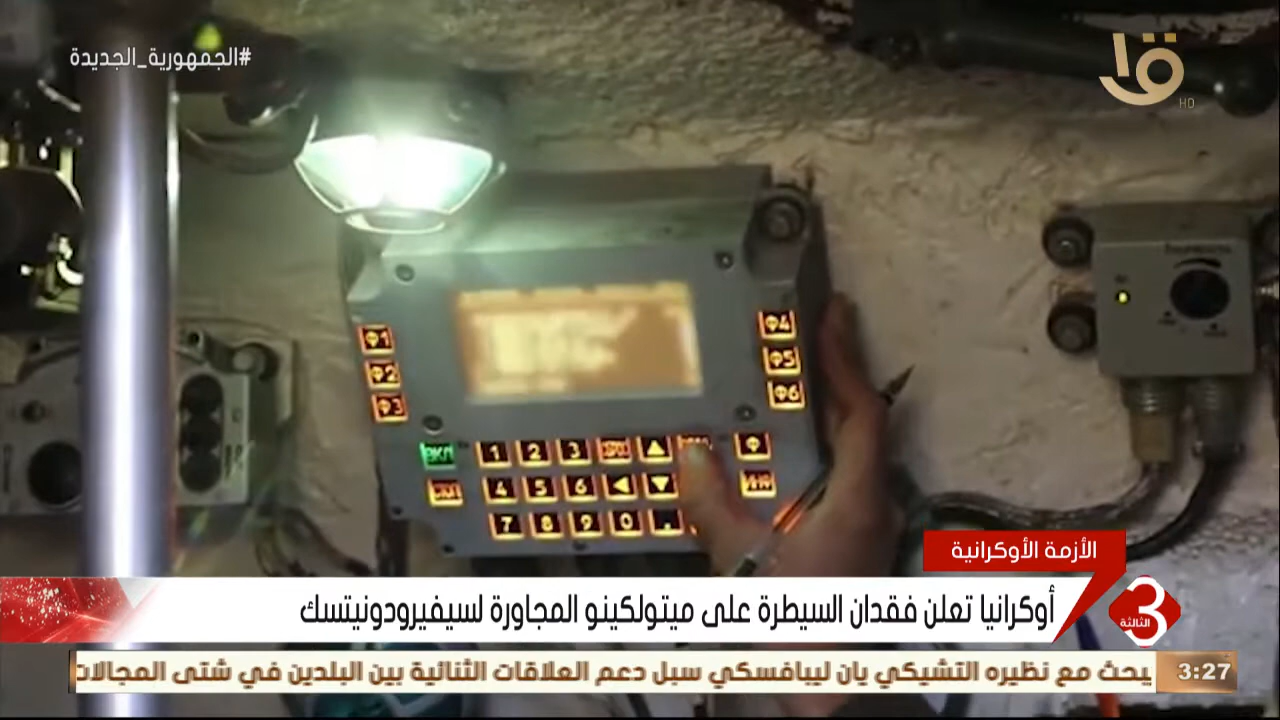 #الجمهورية_الجديدة
HD
Ф1
Ф2
Ф3
Ф4
Ф5
Ф6
ВКЛ
1 2 3
4 5 6
7 8 9 0 .
الأزمة الأوكرانية
أوكرانيا تعلن فقدان السيطرة على ميتولكينو المجاورة لسيفيرودونيتسك
3 الثالثة
يبحث مع نظيره التشيكي يان ليبافسكي سبل دعم العلاقات الثنائية بين البلدين في شتى المجالات
3:27